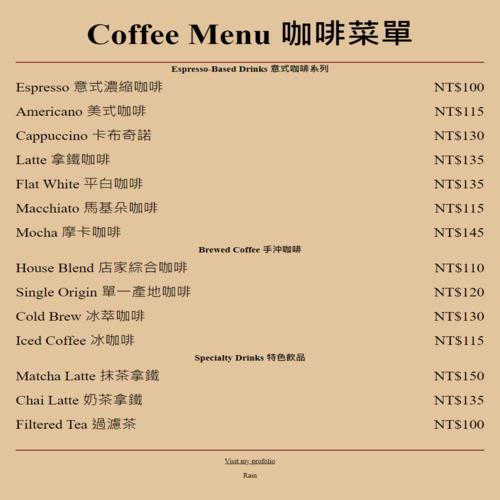 Coffee Menu 咖啡菜單
Espresso-Based Drinks 意式咖啡系列
Espresso 意式濃縮咖啡 NT$100
Americano 美式咖啡 NT$115
Cappuccino 卡布奇諾 NT$130
Latte 拿鐵咖啡 NT$135
Flat White 平白咖啡 NT$135
Macchiato 馬基朵咖啡 NT$115
Mocha 摩卡咖啡 NT$145
Brewed Coffee 手沖咖啡
House Blend 店家綜合咖啡 NT$110
Single Origin 單一產地咖啡 NT$120
Cold Brew 冰萃咖啡 NT$130
Iced Coffee 冰咖啡 NT$115
Specialty Drinks 特色飲品
Matcha Latte 抹茶拿鐵 NT$150
Chai Latte 奶茶拿鐵 NT$135
Filtered Tea 過濾茶 NT$100
Visit my profolio
Rain